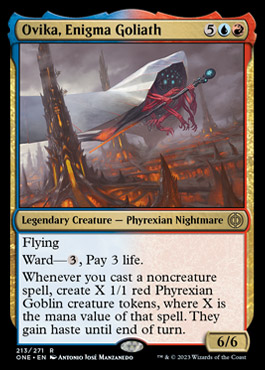 Ovika, Enigma Goliath 5
Legendary Creature — Phyrexian Nightmare
Flying
Ward—3, Pay 3 life.
Whenever you cast a noncreature
spell, create X 1/1 red Phyrexian
Goblin creature tokens, where X is
the mana value of that spell. They
gain haste until end of turn.
6/6
213/271 R
ONE • EN Antonio José Manzanedo
™ & © 2023 Wizards of the Coast